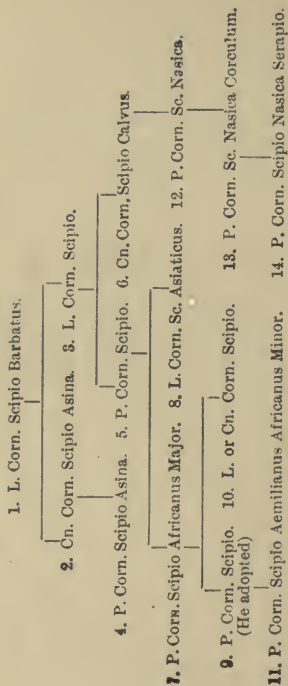 1. L. Corn. Scipio Barbatus.
2. Cn. Corn. Scipio Asina. 3. L. Corn. Scipio.
4. P. Corn. Scipio Asina. 5. P. Corn. Scipio. 6. Cn. Corn. Scipio Calvus.
7. P. Corn. Scipio Africanus Major. 8. L. Corn. Sc. Asiaticus. 12. P. Corn. Sc. Nasica.
9. P. Corn. Scipio. 10. L. or Cn. Corn. Scipio. 13. P. Corn. Sc. Nasica Corculum.
(He adopted)
11. P. Corn. Scipio Aemilianus Africanus Minor. 14. P. Corn. Scipio Nasica Serapio.